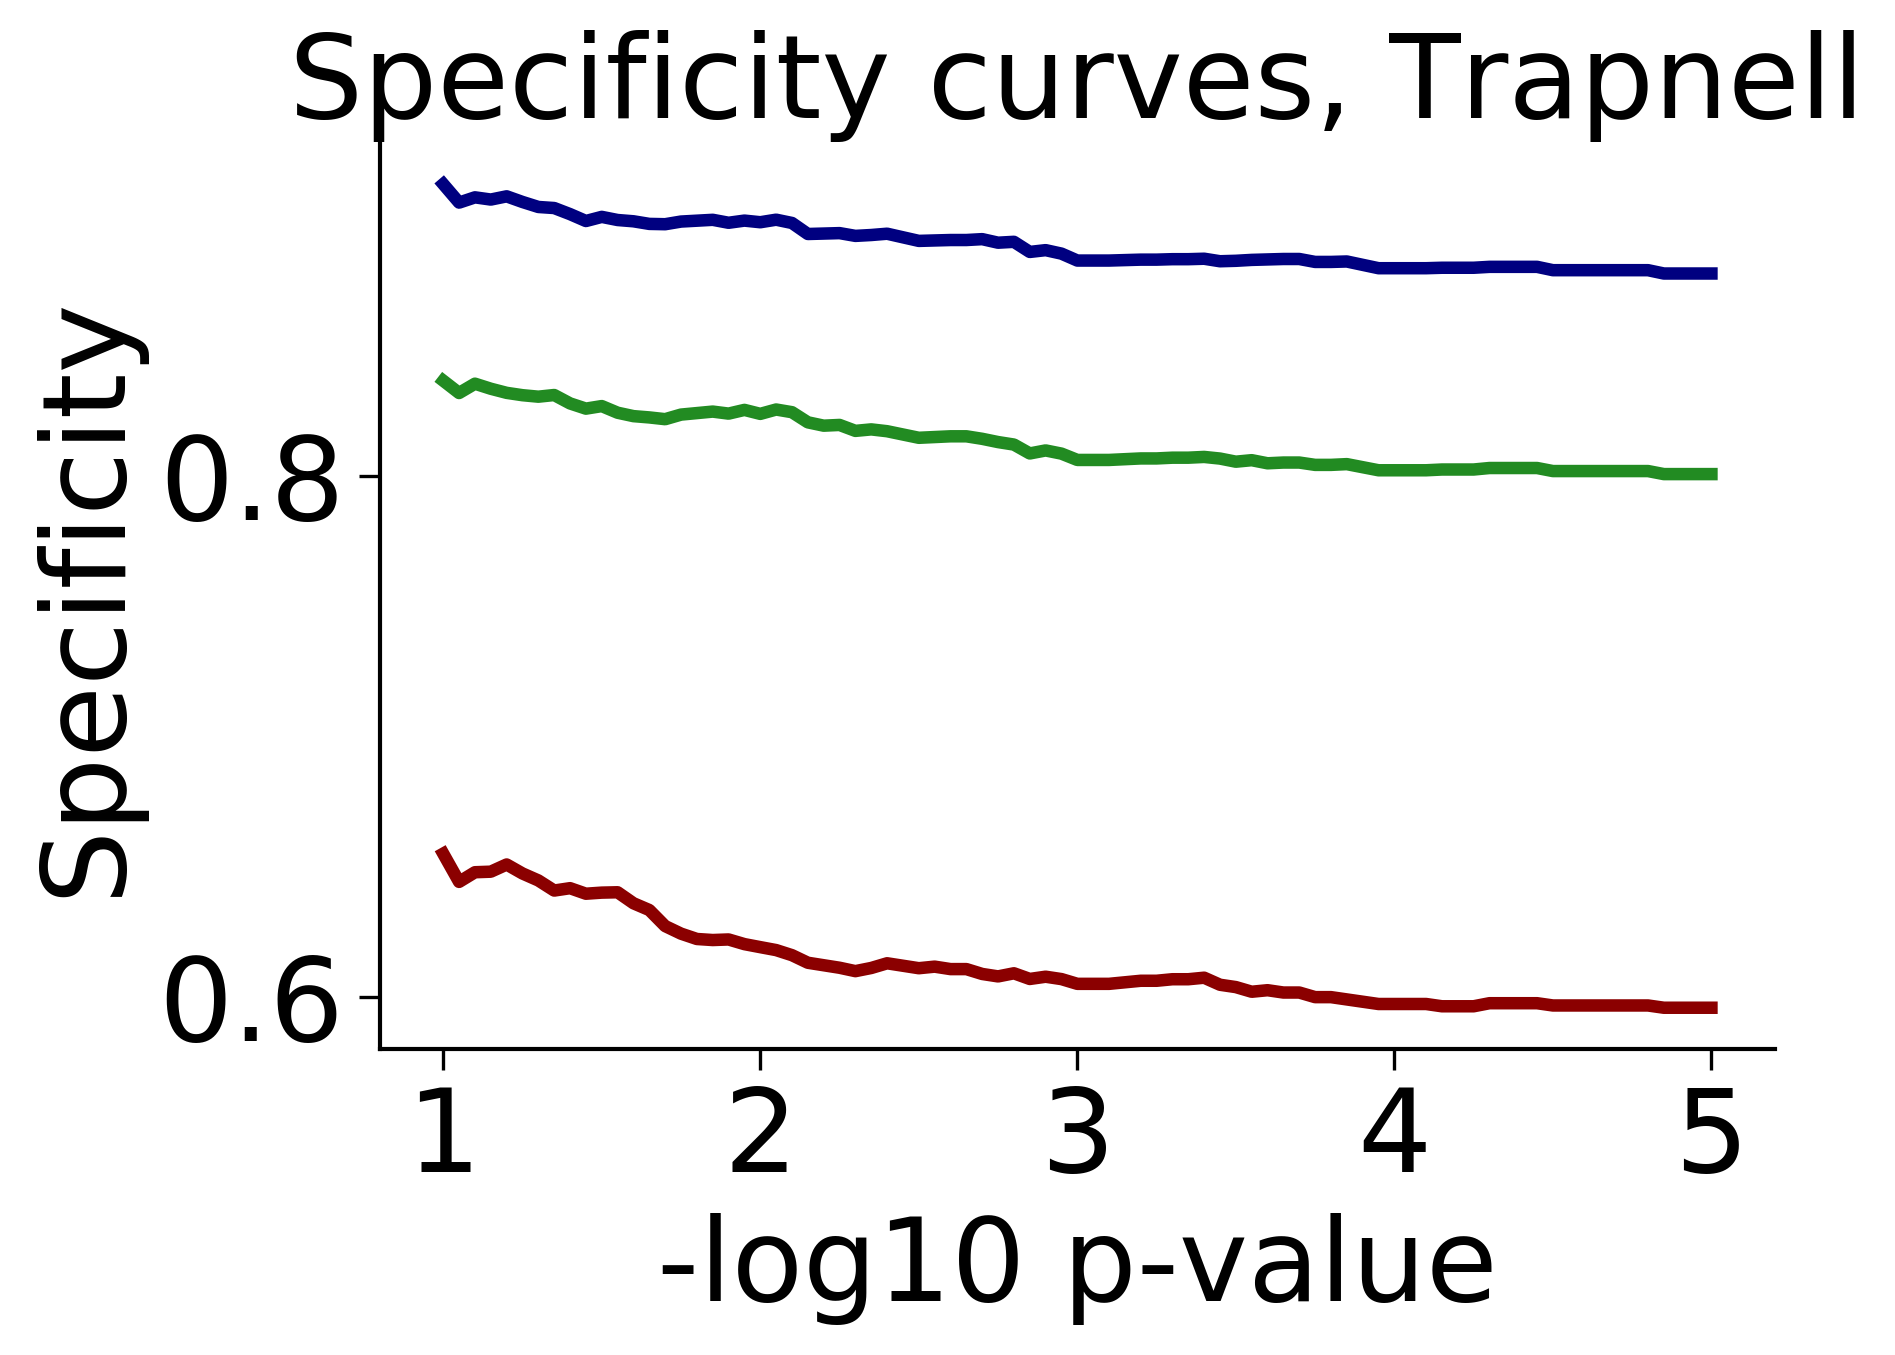 Specificity curves, Trapnell
Specificity
0.8
0.6
1 2 3 4 5
-log10 p-value